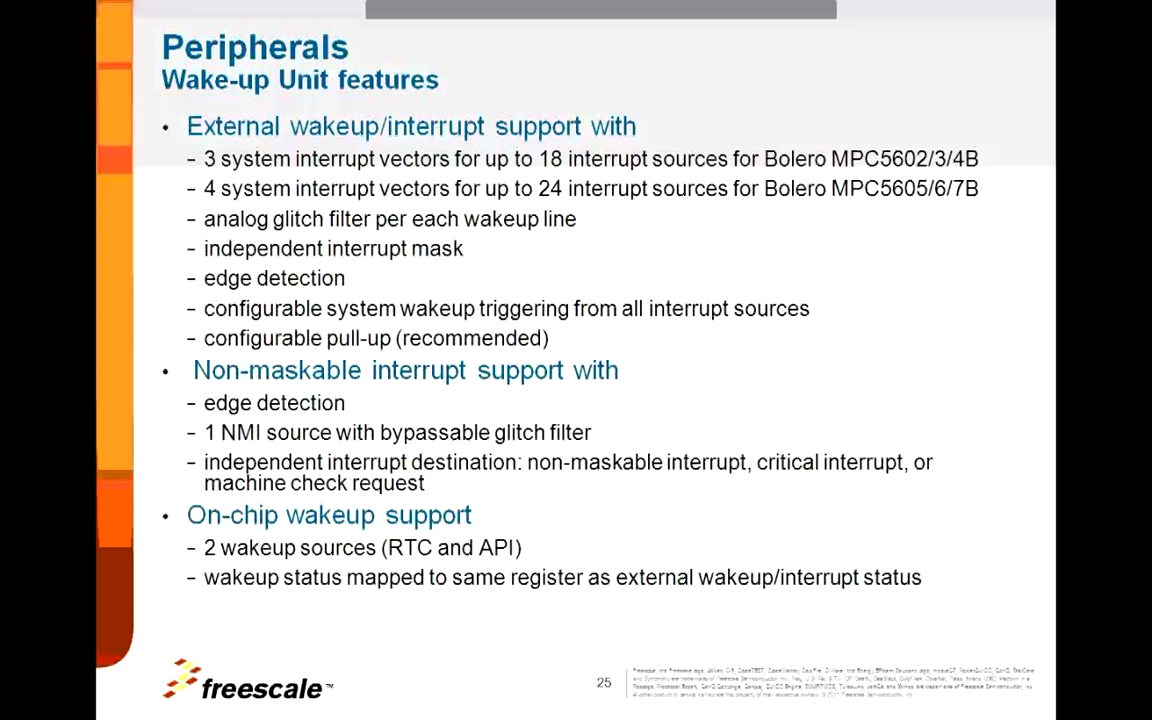 Peripherals
Wake-up Unit features
• External wakeup/interrupt support with
– 3 system interrupt vectors for up to 18 interrupt sources for Bolero MPC5602/3/4B
– 4 system interrupt vectors for up to 24 interrupt sources for Bolero MPC5605/6/7B
– analog glitch filter per each wakeup line
– independent interrupt mask
– edge detection
– configurable system wakeup triggering from all interrupt sources
– configurable pull-up (recommended)
• Non-maskable interrupt support with
– edge detection
– 1 NMI source with bypassable glitch filter
– independent interrupt destination: non-maskable interrupt, critical interrupt, or
machine check request
• On-chip wakeup support
– 2 wakeup sources (RTC and API)
– wakeup status mapped to same register as external wakeup/interrupt status
freescale™
25